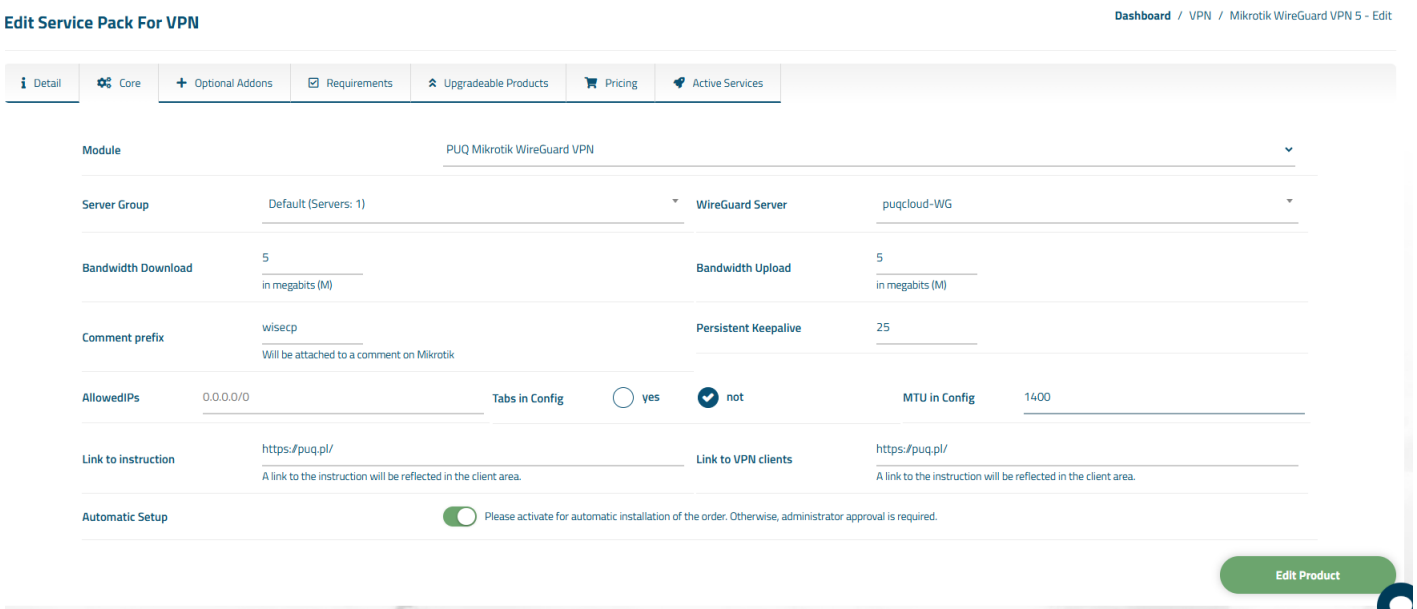 Edit Service Pack For VPN
Dashboard / VPN / Mikrotik WireGuard VPN 5 - Edit
Detail Core Optional Addons Requirements Upgradeable Products Pricing Active Services
Module PUQ Mikrotik WireGuard VPN
Server Group Default (Servers: 1) WireGuard Server puqcloud-WG
Bandwidth Download 5 Bandwidth Upload 5
in megabits (M) in megabits (M)
Comment prefix wisecp Persistent Keepalive 25
Will be attached to a comment on Mikrotik
AllowedIPs 0.0.0.0/0 Tabs in Config yes not MTU in Config 1400
Link to instruction https://puq.pl/ Link to VPN clients https://puq.pl/
A link to the instruction will be reflected in the client area. A link to the instruction will be reflected in the client area.
Automatic Setup Please activate for automatic installation of the order. Otherwise, administrator approval is required.
Edit Product